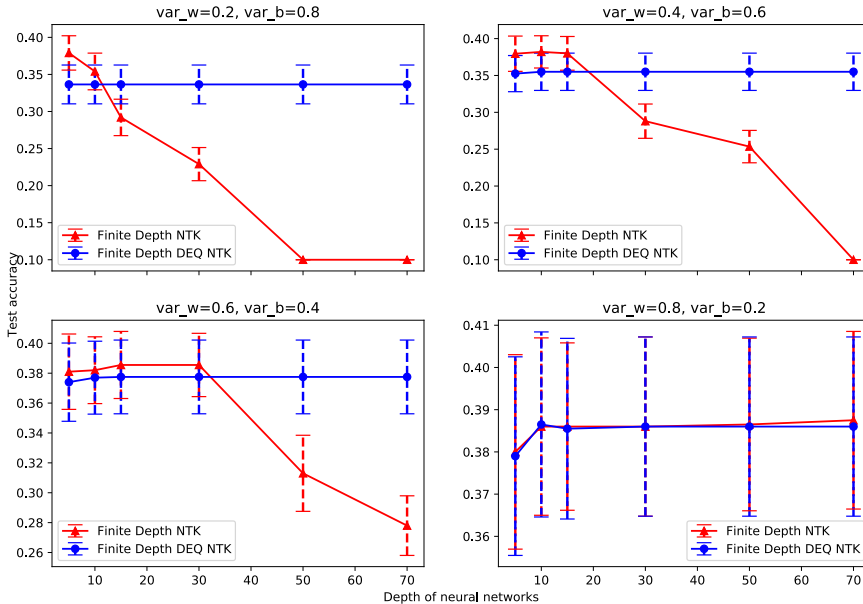 var_w=0.2, var_b=0.8
0.40
0.35
0.30
0.25
0.20
0.15
0.10
Finite Depth NTK
Finite Depth DEQ NTK
var_w=0.4, var_b=0.6
0.40
0.35
0.30
0.25
0.20
0.15
0.10
Finite Depth NTK
Finite Depth DEQ NTK
Test accuracy
var_w=0.6, var_b=0.4
0.40
0.38
0.36
0.34
0.32
0.30
0.28
0.26
Finite Depth NTK
Finite Depth DEQ NTK
10 20 30 40 50 60 70
var_w=0.8, var_b=0.2
0.41
0.40
0.39
0.38
0.37
0.36
Finite Depth NTK
Finite Depth DEQ NTK
10 20 30 40 50 60 70
Depth of neural networks